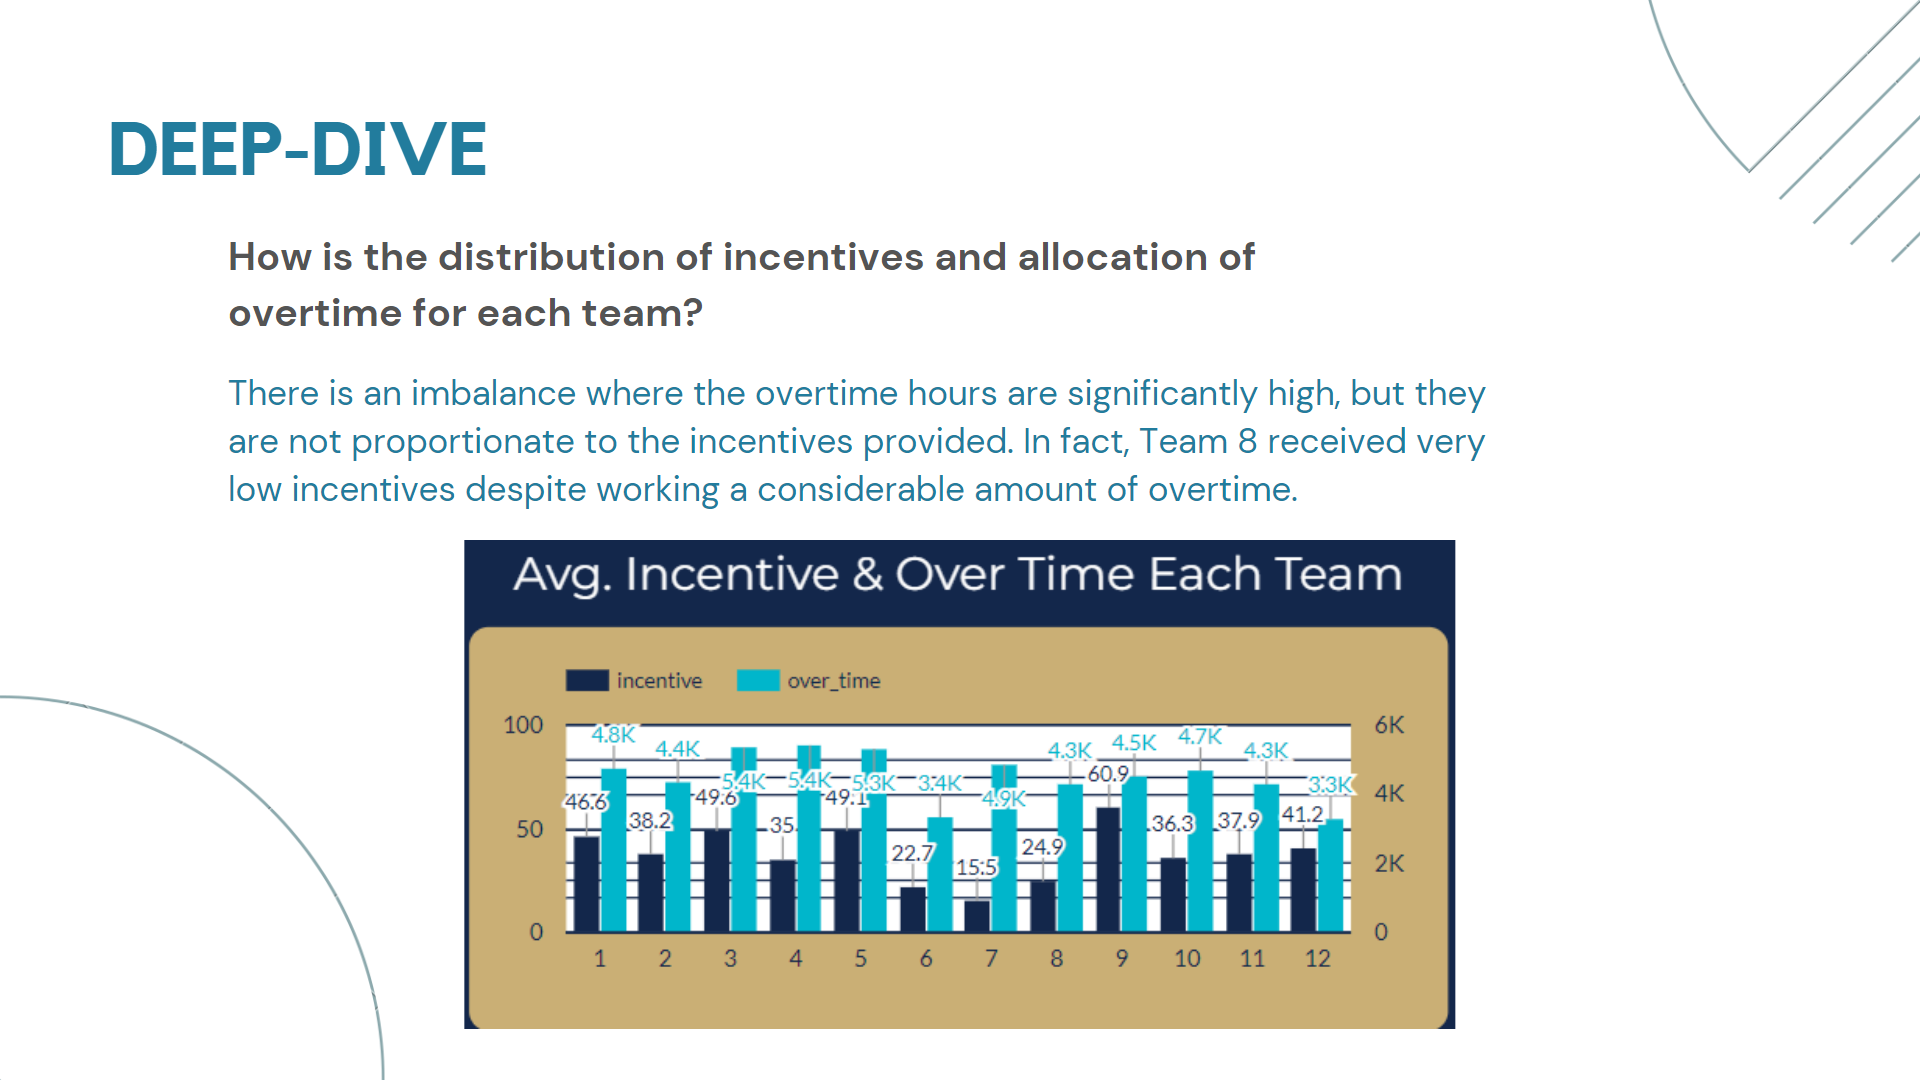 DEEP-DIVE
How is the distribution of incentives and allocation of
overtime for each team?
There is an imbalance where the overtime hours are significantly high, but they
are not proportionate to the incentives provided. In fact, Team 8 received very
low incentives despite working a considerable amount of overtime.
Avg. Incentive & Over Time Each Team
incentive over_time
100 6K
4.8K 4.4K 5.4K 5.4K 5.3K 3.4K 4.9K 4.3K 4.5K 4.7K 4.3K 3.3K
46.6 38.2 49.6 35 49.1 22.7 15.5 24.9 60.9 36.3 37.9 41.2
4K
50
2K
0 0
1 2 3 4 5 6 7 8 9 10 11 12